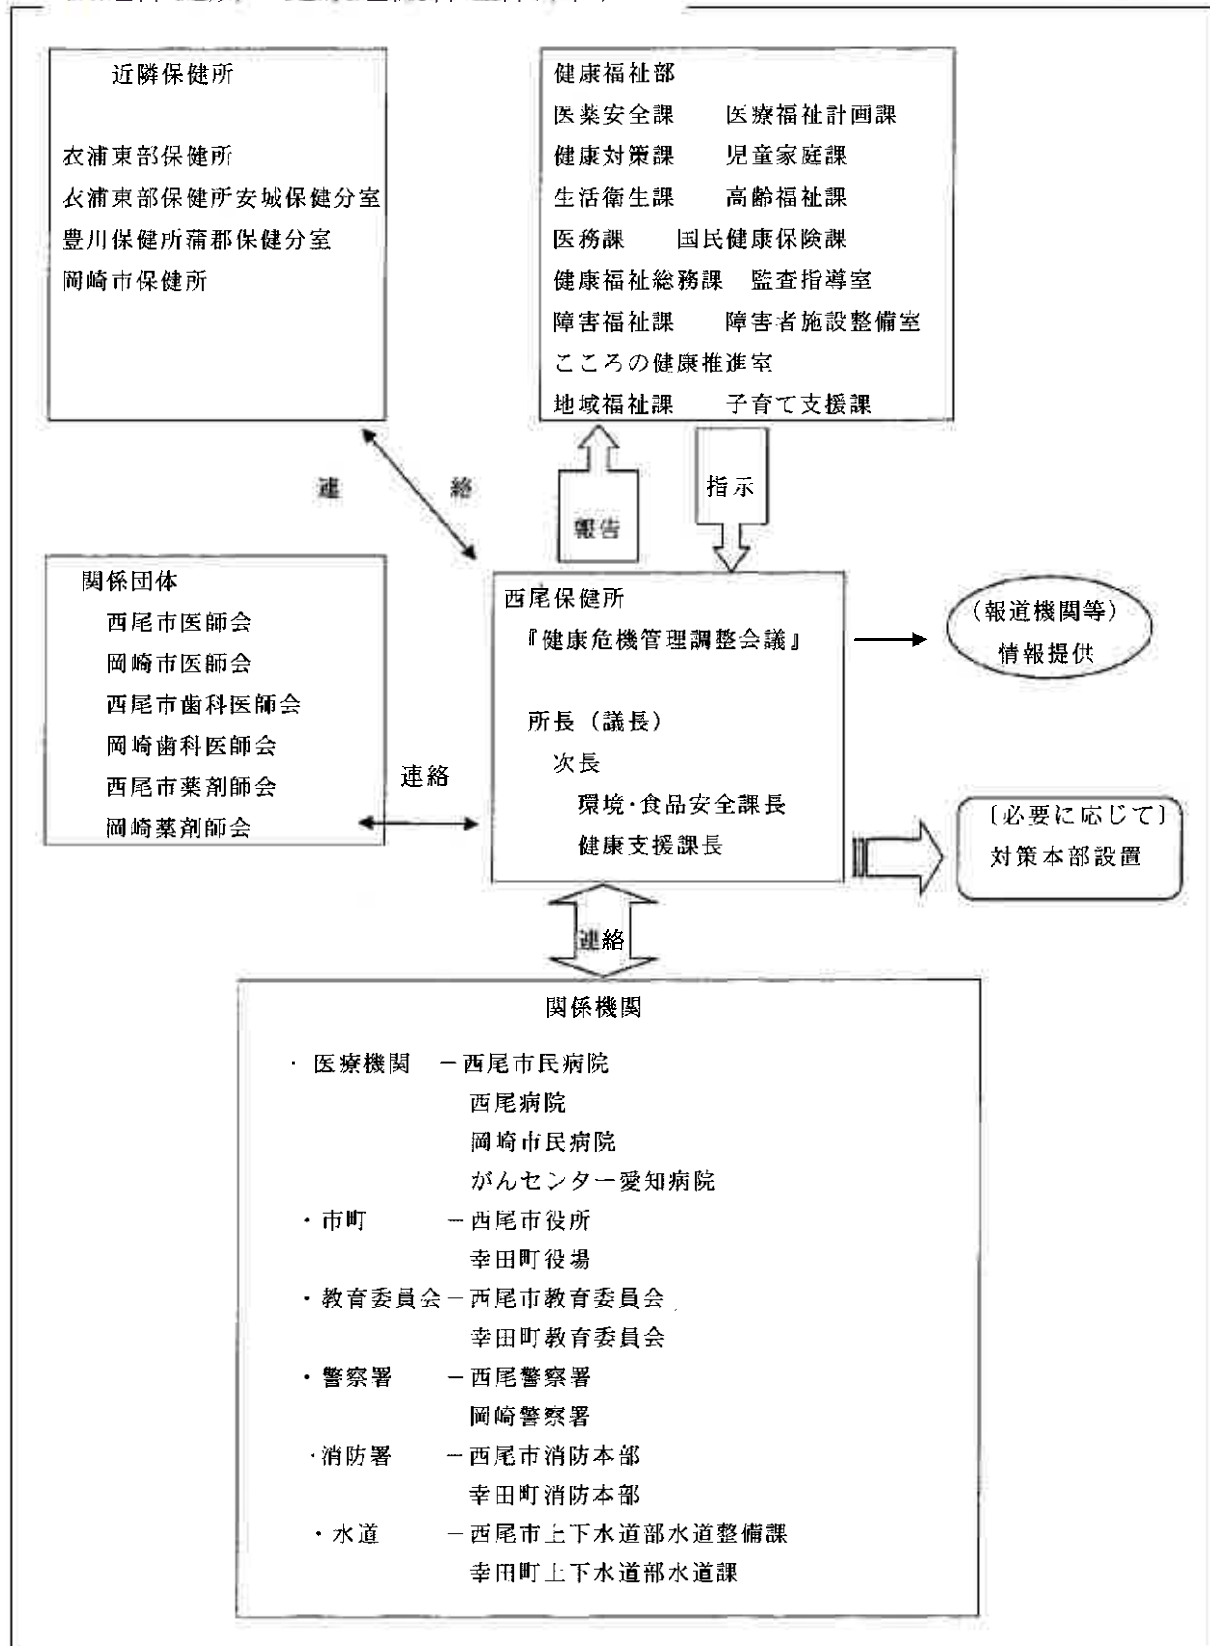 近隣保健所
衣浦東部保健所
衣浦東部保健所安城保健分室
豊川保健所蒲郡保健分室
岡崎市保健所
健康福祉部
医薬安全課　医療福祉計画課
健康対策課　児童家庭課
生活衛生課　高齢福祉課
医務課　国民健康保険課
健康福祉総務課　監査指導室
障害福祉課　障害者施設整備室
こころの健康推進室
地域福祉課　子育て支援課
連　絡
報告
指示
関係団体
西尾市医師会
岡崎市医師会
西尾市歯科医師会
岡崎歯科医師会
西尾市薬剤師会
岡崎薬剤師会
連絡
西尾保健所
『健康危機管理調整会議』
所長（議長）
次長
環境・食品安全課長
健康支援課長
（報道機関等）
情報提供
〔必要に応じて〕
対策本部設置
連絡
関係機関
・医療機関　－西尾市民病院
西尾病院
岡崎市民病院
がんセンター愛知病院
・市町　－西尾市役所
幸田町役場
・教育委員会－西尾市教育委員会
幸田町教育委員会
・警察署　－西尾警察署
岡崎警察署
・消防署　－西尾市消防本部
幸田町消防本部
・水道　－西尾市上下水道部水道整備課
幸田町上下水道部水道課